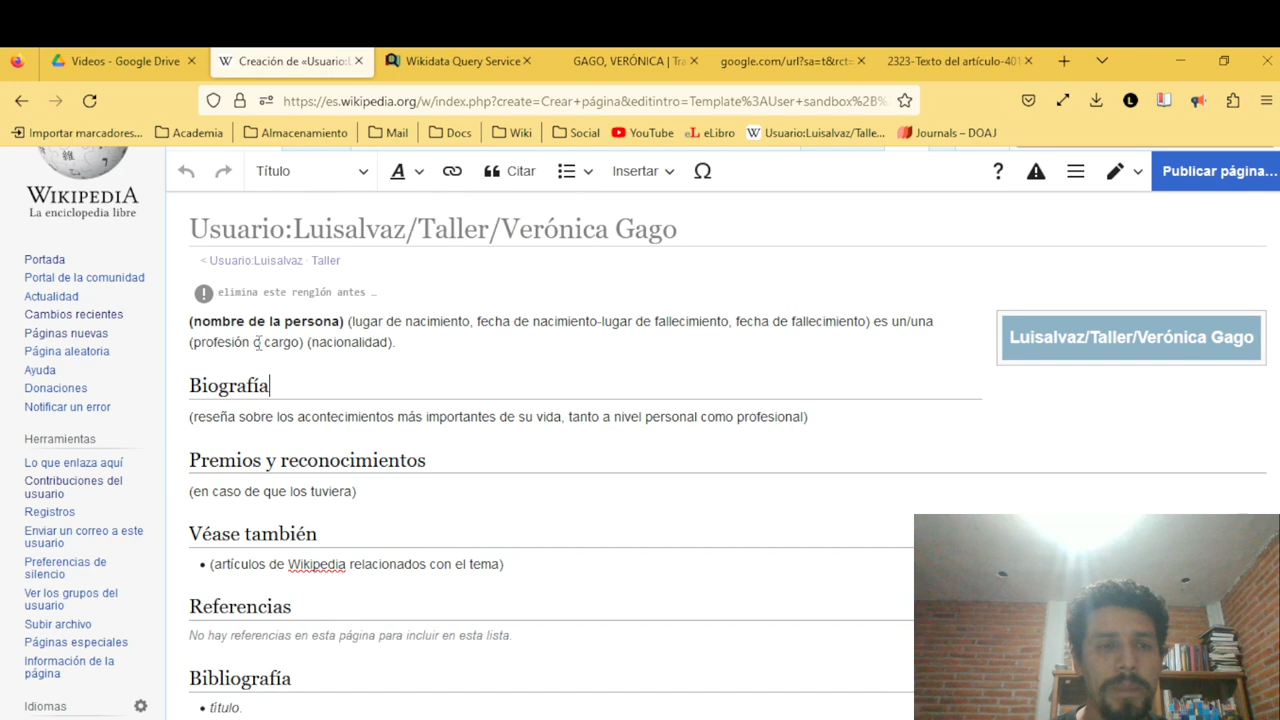 Videos - Google Drive
Creación de «Usuario:L
Wikidata Query Service
GAGO, VERÓNICA | Tra
google.com/url?sa=t&rct=
2323-Texto del artículo-401
https://es.wikipedia.org/w/index.php?create=Crear+página&editintro=Template%3AUser+sandbox%2B%
Importar marcadores...
Academia
Almacenamiento
Mail
Docs
Wiki
Social
YouTube
eLibro
Usuario:Luisalvaz/Talle...
Journals – DOAJ
WIKIPEDIA
La enciclopedia libre
Título
A
Citar
Insertar
Ω
?
Publicar página...
Portada
Portal de la comunidad
Actualidad
Cambios recientes
Páginas nuevas
Página aleatoria
Ayuda
Donaciones
Notificar un error
Herramientas
Lo que enlaza aquí
Contribuciones del
usuario
Registros
Enviar un correo a este
usuario
Preferencias de
silencio
Ver los grupos del
usuario
Subir archivo
Páginas especiales
Información de la
página
Idiomas
Usuario:Luisalvaz/Taller/Verónica Gago
< Usuario:Luisalvaz · Taller
elimina este renglón antes …
(nombre de la persona) (lugar de nacimiento, fecha de nacimiento-lugar de fallecimiento, fecha de fallecimiento) es un/una
(profesión o cargo) (nacionalidad).
Luisalvaz/Taller/Verónica Gago
Biografía
(reseña sobre los acontecimientos más importantes de su vida, tanto a nivel personal como profesional)
Premios y reconocimientos
(en caso de que los tuviera)
Véase también
• (artículos de Wikipedia relacionados con el tema)
Referencias
No hay referencias en esta página para incluir en esta lista.
Bibliografía
• título.